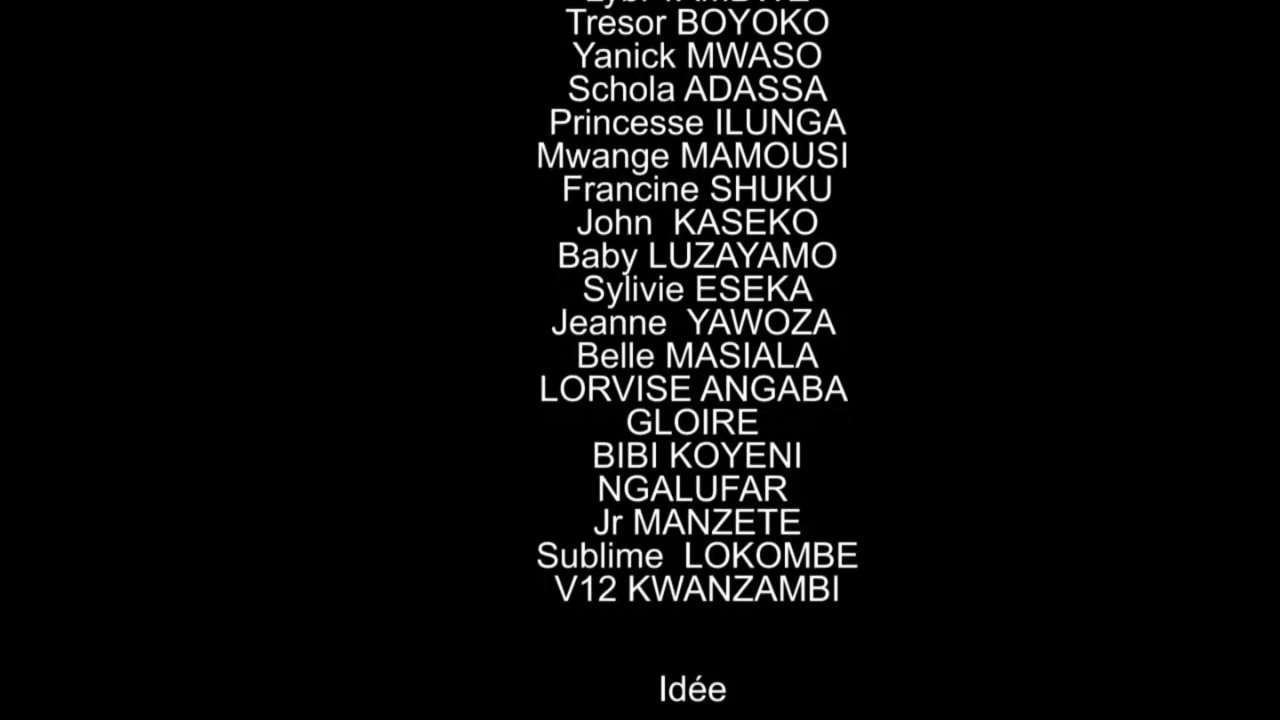 Tresor BOYOKO
Yanick MWASO
Schola ADASSA
Princesse ILUNGA
Mwange MAMOUSI
Francine SHUKU
John  KASEKO
Baby LUZAYAMO
Sylivie ESEKA
Jeanne  YAWOZA
Belle MASIALA
LORVISE ANGABA
GLOIRE
BIBI KOYENI
NGALUFAR
Jr MANZETE
Sublime  LOKOMBE
V12 KWANZAMBI
Idée